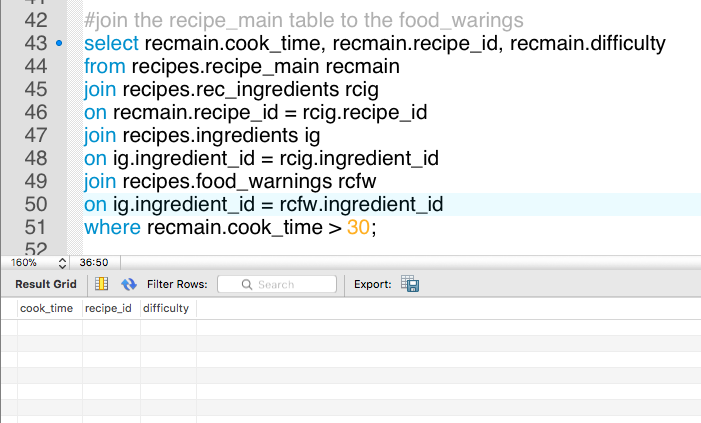 42 #join the recipe_main table to the food_warings
43 select recmain.cook_time, recmain.recipe_id, recmain.difficulty
44 from recipes.recipe_main recmain
45 join recipes.rec_ingredients rcig
46 on recmain.recipe_id = rcig.recipe_id
47 join recipes.ingredients ig
48 on ig.ingredient_id = rcig.ingredient_id
49 join recipes.food_warnings rcfw
50 on ig.ingredient_id = rcfw.ingredient_id
51 where recmain.cook_time > 30;
52
160% 36:50
Result Grid Filter Rows: Search Export:
cook_time recipe_id difficulty